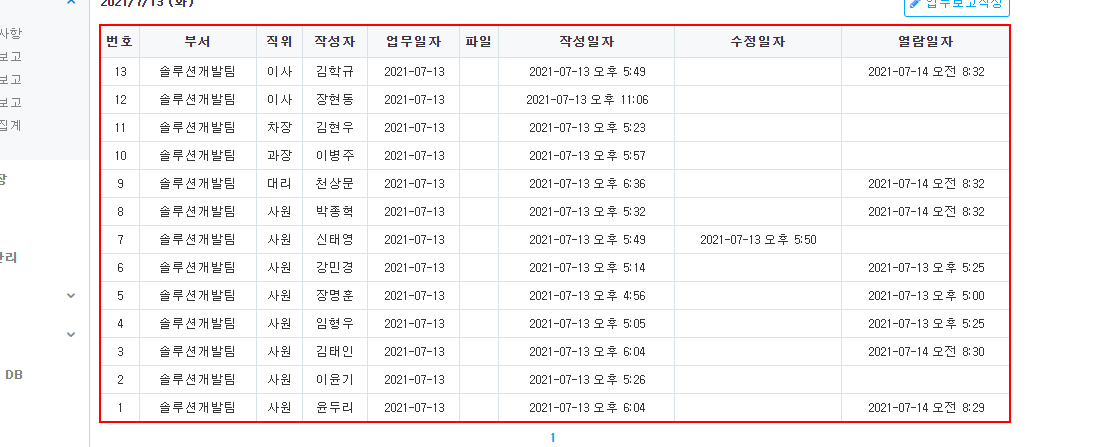 2021/7/13 (화)
업무보고작성
사항
보고
보고
보고
집계
장
관리
DB
번호 부서 직위 작성자 업무일자 파일 작성일자 수정일자 열람일자
13 솔루션개발팀 이사 김학규 2021-07-13 2021-07-13 오후 5:49 2021-07-14 오전 8:32
12 솔루션개발팀 이사 장현동 2021-07-13 2021-07-13 오후 11:06
11 솔루션개발팀 차장 김현우 2021-07-13 2021-07-13 오후 5:23
10 솔루션개발팀 과장 이병주 2021-07-13 2021-07-13 오후 5:57
9 솔루션개발팀 대리 천상문 2021-07-13 2021-07-13 오후 6:36 2021-07-14 오전 8:32
8 솔루션개발팀 사원 박종혁 2021-07-13 2021-07-13 오후 5:32 2021-07-14 오전 8:32
7 솔루션개발팀 사원 신태영 2021-07-13 2021-07-13 오후 5:49 2021-07-13 오후 5:50
6 솔루션개발팀 사원 강민경 2021-07-13 2021-07-13 오후 5:14 2021-07-13 오후 5:25
5 솔루션개발팀 사원 장명훈 2021-07-13 2021-07-13 오후 4:56 2021-07-13 오후 5:00
4 솔루션개발팀 사원 임형우 2021-07-13 2021-07-13 오후 5:05 2021-07-13 오후 5:25
3 솔루션개발팀 사원 김태인 2021-07-13 2021-07-13 오후 6:04 2021-07-14 오전 8:30
2 솔루션개발팀 사원 이윤기 2021-07-13 2021-07-13 오후 5:26
1 솔루션개발팀 사원 윤두리 2021-07-13 2021-07-13 오후 6:04 2021-07-14 오전 8:29
1